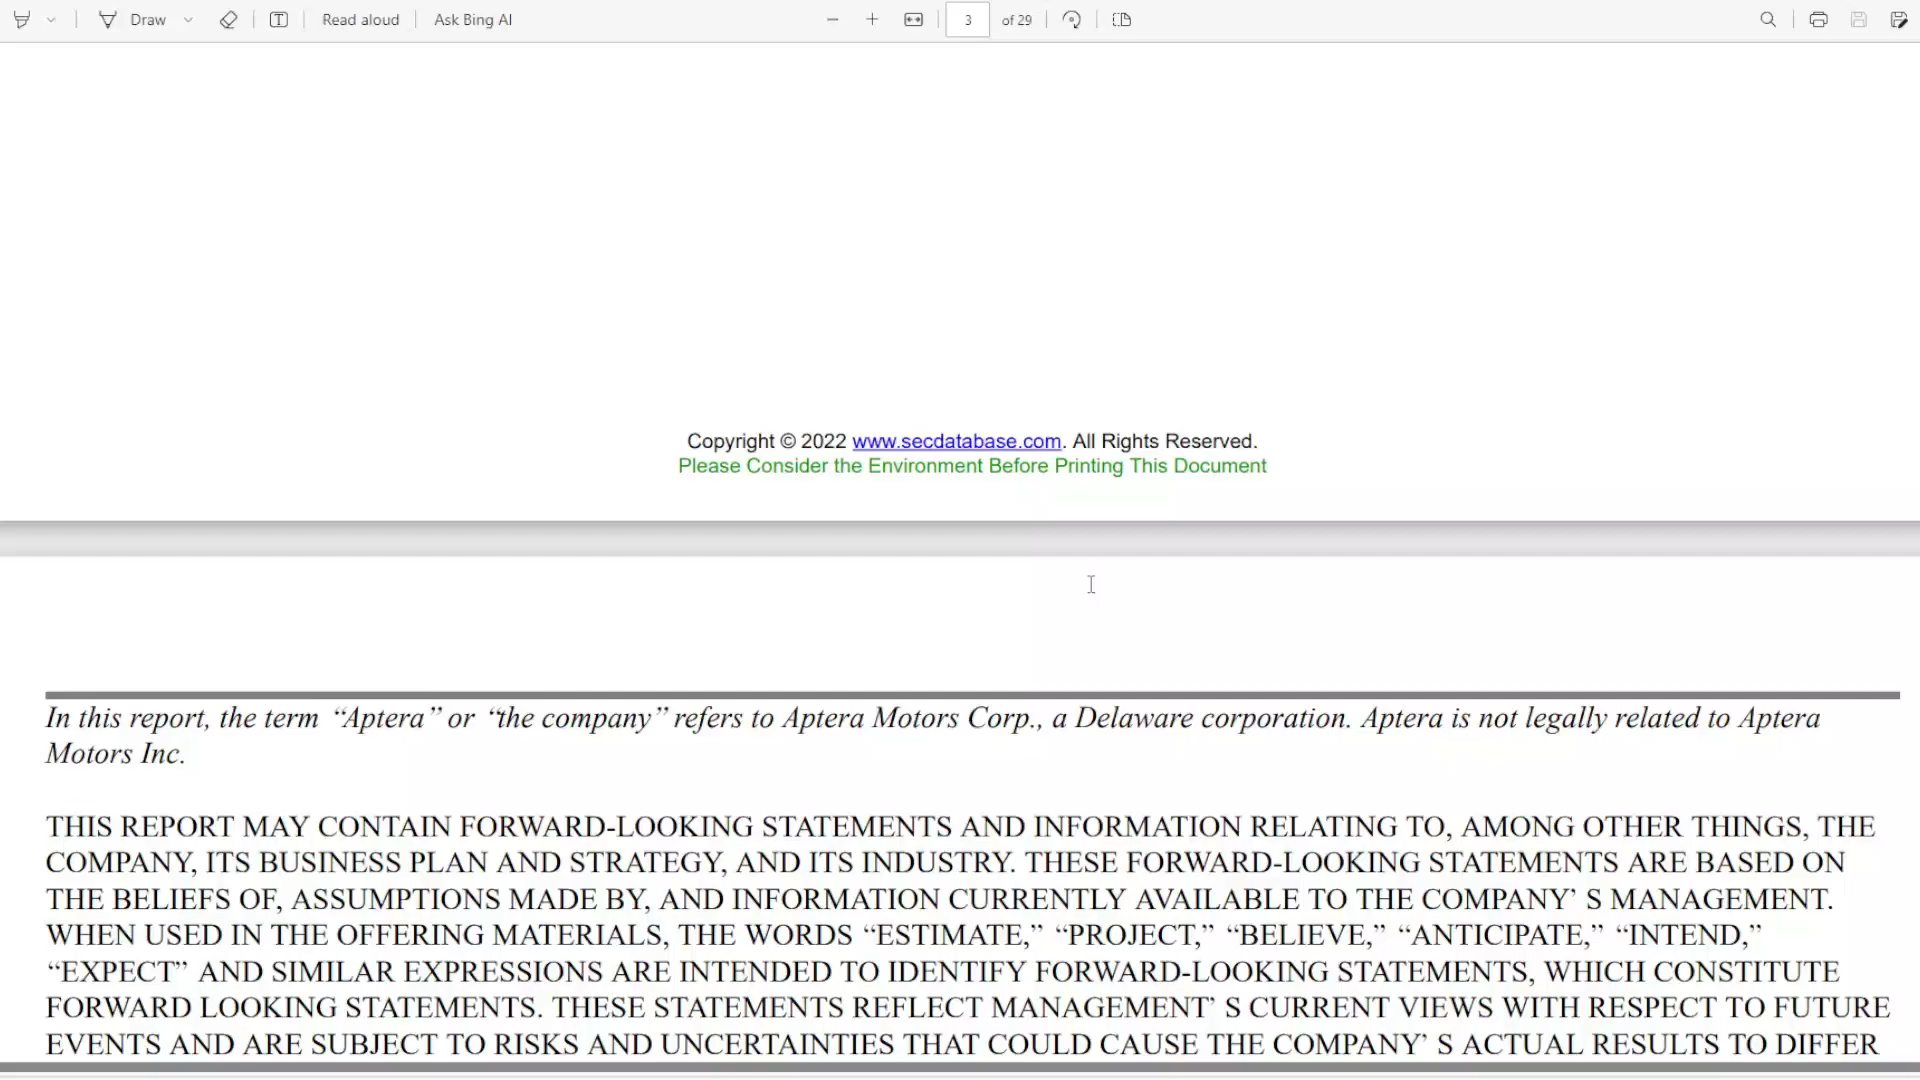 Draw Read aloud Ask Bing AI 3 of 29
Copyright © 2022 www.secdatabase.com. All Rights Reserved.
Please Consider the Environment Before Printing This Document
In this report, the term “Aptera” or “the company” refers to Aptera Motors Corp., a Delaware corporation. Aptera is not legally related to Aptera
Motors Inc.
THIS REPORT MAY CONTAIN FORWARD-LOOKING STATEMENTS AND INFORMATION RELATING TO, AMONG OTHER THINGS, THE
COMPANY, ITS BUSINESS PLAN AND STRATEGY, AND ITS INDUSTRY. THESE FORWARD-LOOKING STATEMENTS ARE BASED ON
THE BELIEFS OF, ASSUMPTIONS MADE BY, AND INFORMATION CURRENTLY AVAILABLE TO THE COMPANY’ S MANAGEMENT.
WHEN USED IN THE OFFERING MATERIALS, THE WORDS “ESTIMATE,” “PROJECT,” “BELIEVE,” “ANTICIPATE,” “INTEND,”
“EXPECT” AND SIMILAR EXPRESSIONS ARE INTENDED TO IDENTIFY FORWARD-LOOKING STATEMENTS, WHICH CONSTITUTE
FORWARD LOOKING STATEMENTS. THESE STATEMENTS REFLECT MANAGEMENT’ S CURRENT VIEWS WITH RESPECT TO FUTURE
EVENTS AND ARE SUBJECT TO RISKS AND UNCERTAINTIES THAT COULD CAUSE THE COMPANY’ S ACTUAL RESULTS TO DIFFER